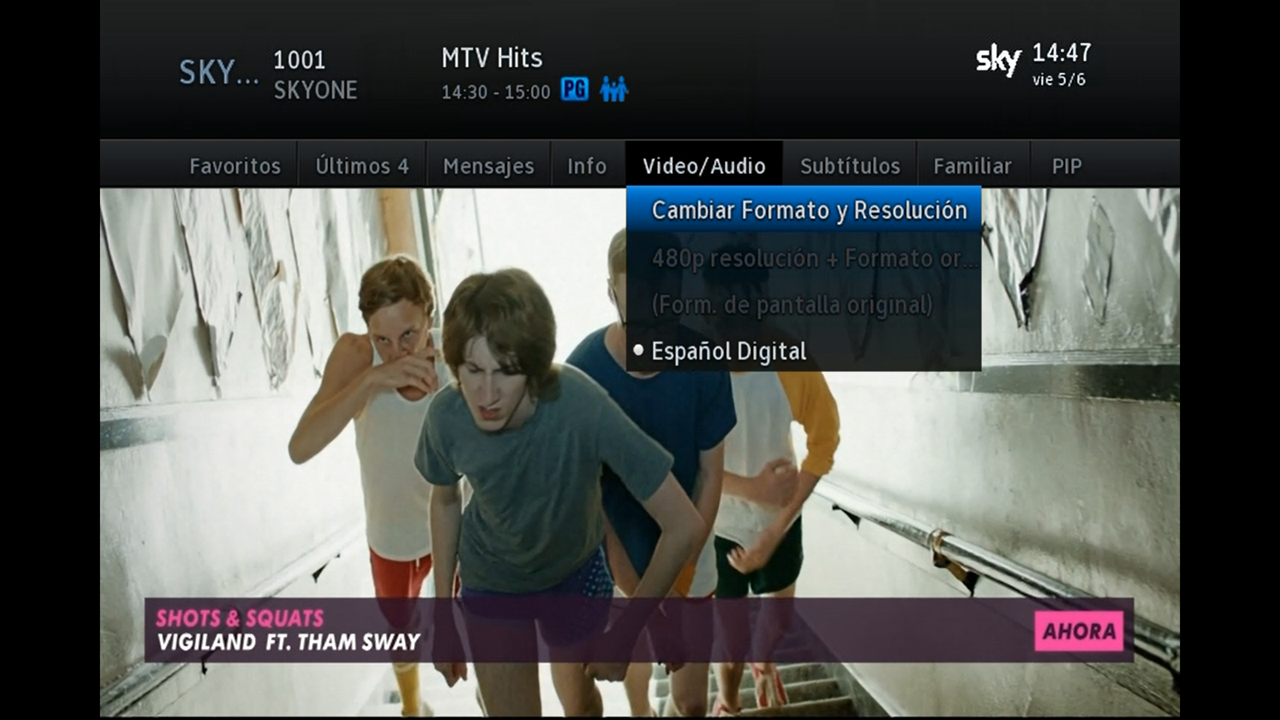 SKY...
1001
SKYONE
MTV Hits
14:30 - 15:00 PG
sky 14:47
vie 5/6
Favoritos Últimos 4 Mensajes Info Video/Audio Subtítulos Familiar PIP
Cambiar Formato y Resolución
480p resolución + Formato or...
(Form. de pantalla original)
Español Digital
SHOTS & SQUATS
VIGILAND FT. THAM SWAY
AHORA